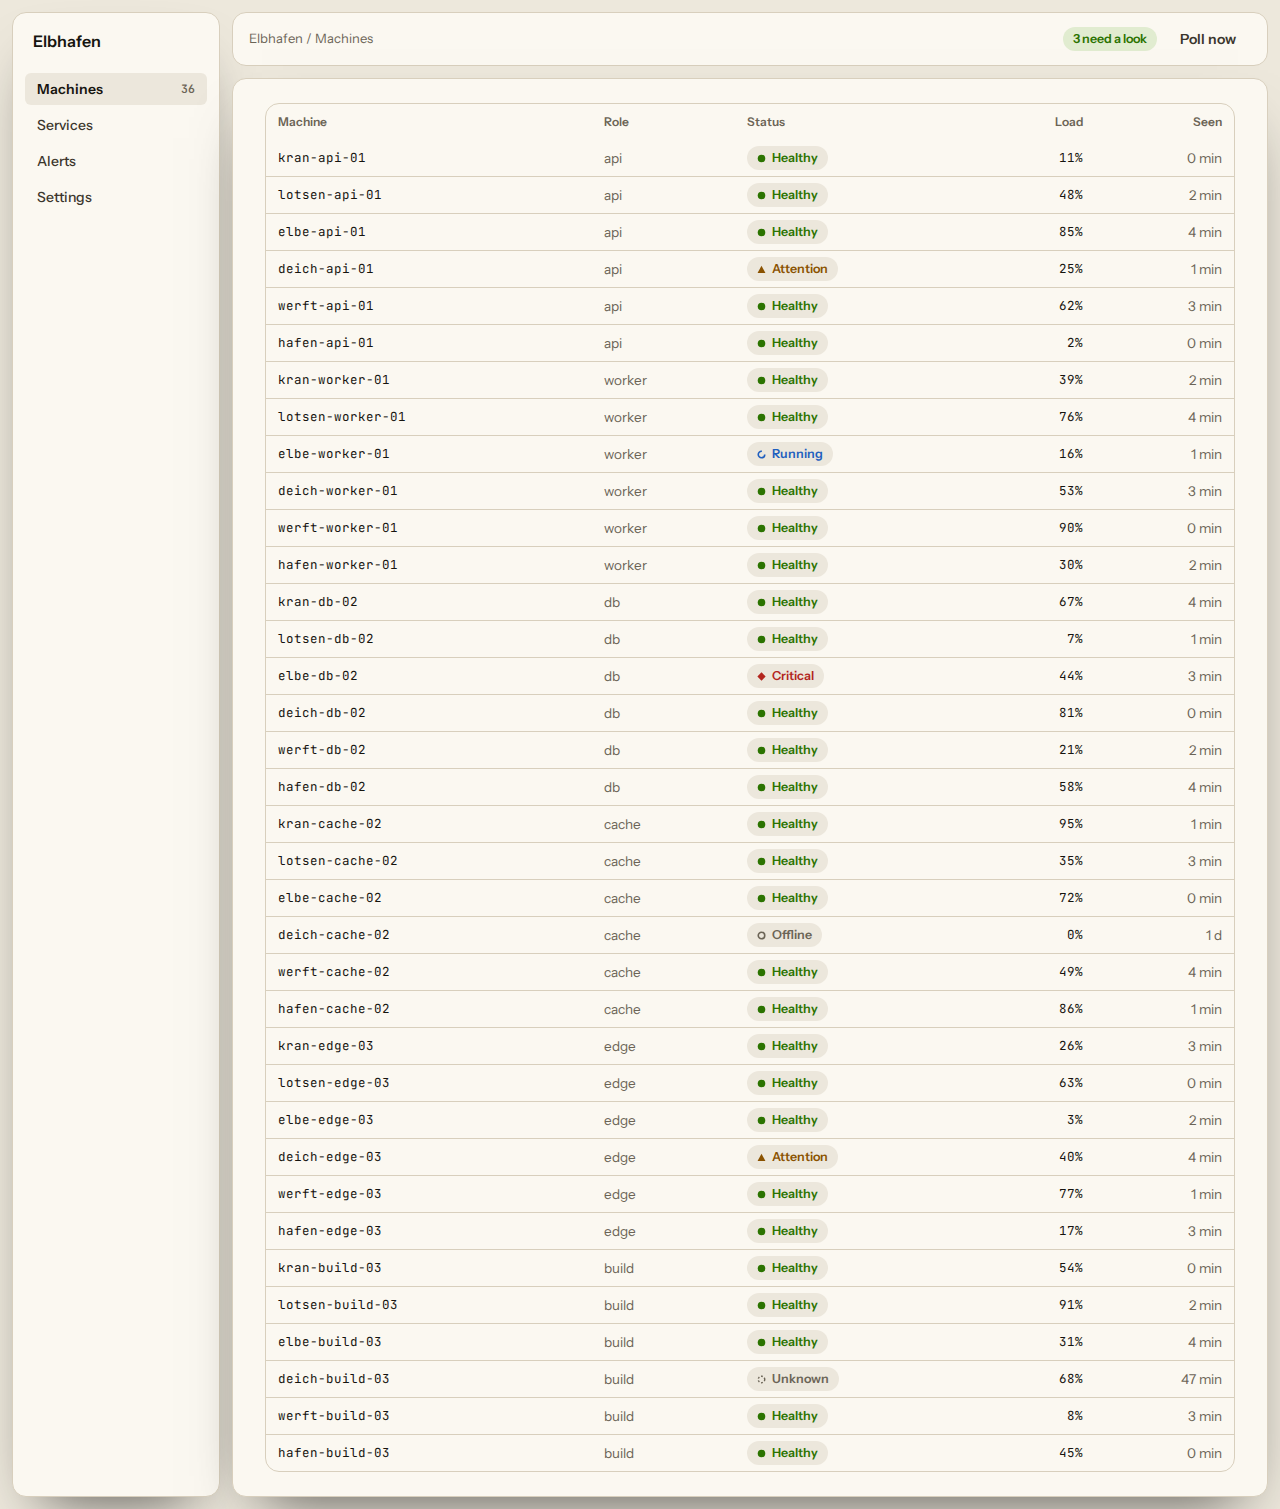 Elbhafen
Machines 36
Services
Alerts
Settings
Elbhafen / Machines
3 need a look
Poll now
Machine Role Status Load Seen
kran-api-01 api Healthy 11% 0 min
lotsen-api-01 api Healthy 48% 2 min
elbe-api-01 api Healthy 85% 4 min
deich-api-01 api Attention 25% 1 min
werft-api-01 api Healthy 62% 3 min
hafen-api-01 api Healthy 2% 0 min
kran-worker-01 worker Healthy 39% 2 min
lotsen-worker-01 worker Healthy 76% 4 min
elbe-worker-01 worker Running 16% 1 min
deich-worker-01 worker Healthy 53% 3 min
werft-worker-01 worker Healthy 90% 0 min
hafen-worker-01 worker Healthy 30% 2 min
kran-db-02 db Healthy 67% 4 min
lotsen-db-02 db Healthy 7% 1 min
elbe-db-02 db Critical 44% 3 min
deich-db-02 db Healthy 81% 0 min
werft-db-02 db Healthy 21% 2 min
hafen-db-02 db Healthy 58% 4 min
kran-cache-02 cache Healthy 95% 1 min
lotsen-cache-02 cache Healthy 35% 3 min
elbe-cache-02 cache Healthy 72% 0 min
deich-cache-02 cache Offline 0% 1 d
werft-cache-02 cache Healthy 49% 4 min
hafen-cache-02 cache Healthy 86% 1 min
kran-edge-03 edge Healthy 26% 3 min
lotsen-edge-03 edge Healthy 63% 0 min
elbe-edge-03 edge Healthy 3% 2 min
deich-edge-03 edge Attention 40% 4 min
werft-edge-03 edge Healthy 77% 1 min
hafen-edge-03 edge Healthy 17% 3 min
kran-build-03 build Healthy 54% 0 min
lotsen-build-03 build Healthy 91% 2 min
elbe-build-03 build Healthy 31% 4 min
deich-build-03 build Unknown 68% 47 min
werft-build-03 build Healthy 8% 3 min
hafen-build-03 build Healthy 45% 0 min